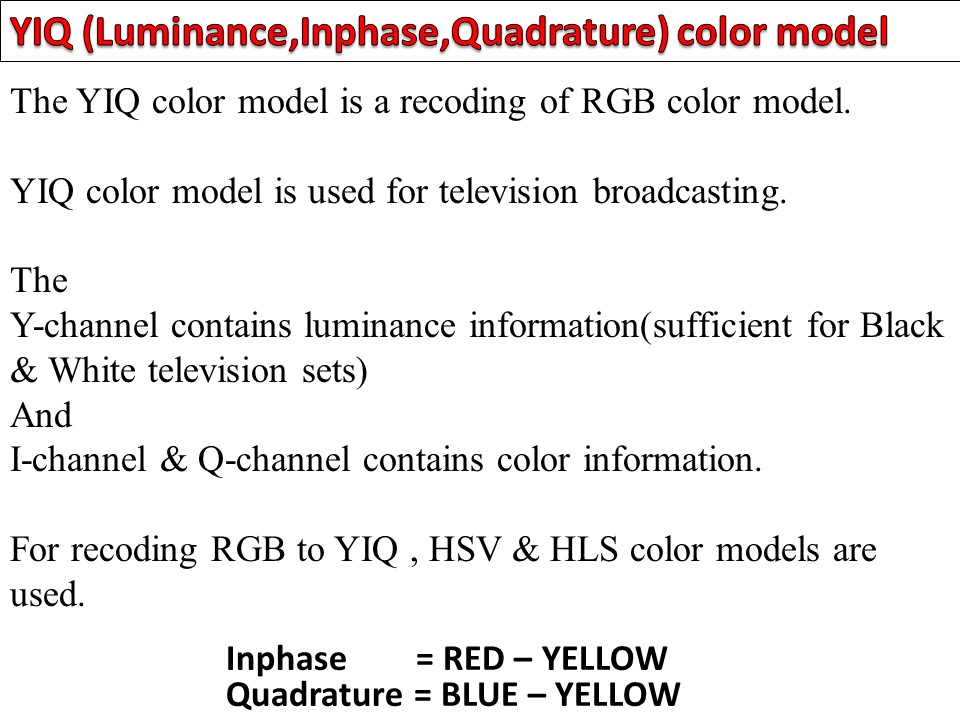 YIQ (Luminance,Inphase,Quadrature) color model
The YIQ color model is a recoding of RGB color model.
YIQ color model is used for television broadcasting.
The
Y-channel contains luminance information(sufficient for Black
& White television sets)
And
I-channel & Q-channel contains color information.
For recoding RGB to YIQ , HSV & HLS color models are
used.
Inphase = RED – YELLOW
Quadrature = BLUE – YELLOW